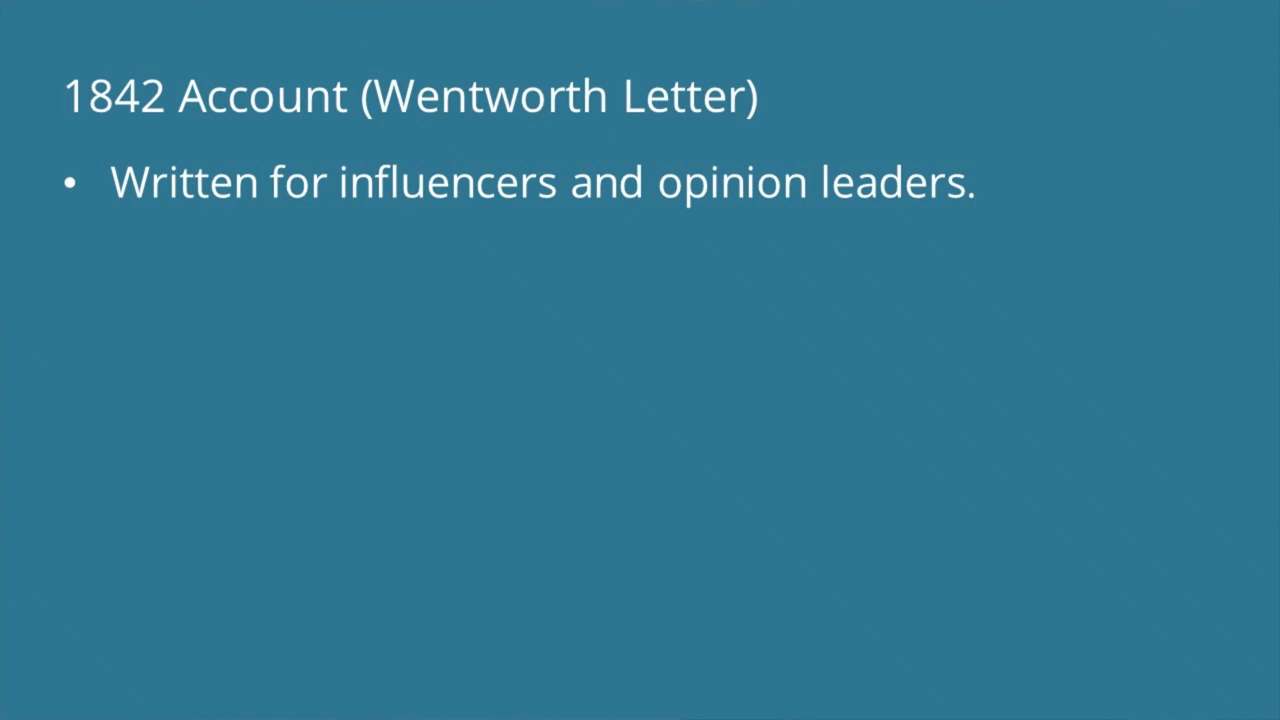 1842 Account (Wentworth Letter)
• Written for influencers and opinion leaders.